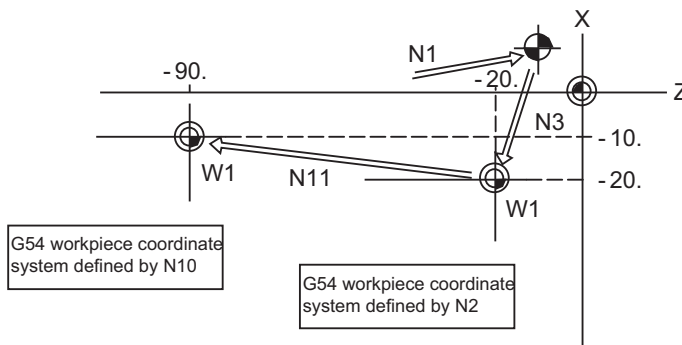 X
N1
-90.
-20.
Z
N3
-10.
W1
N11
-20.
W1
G54 workpiece coordinate
system defined by N10
G54 workpiece coordinate
system defined by N2